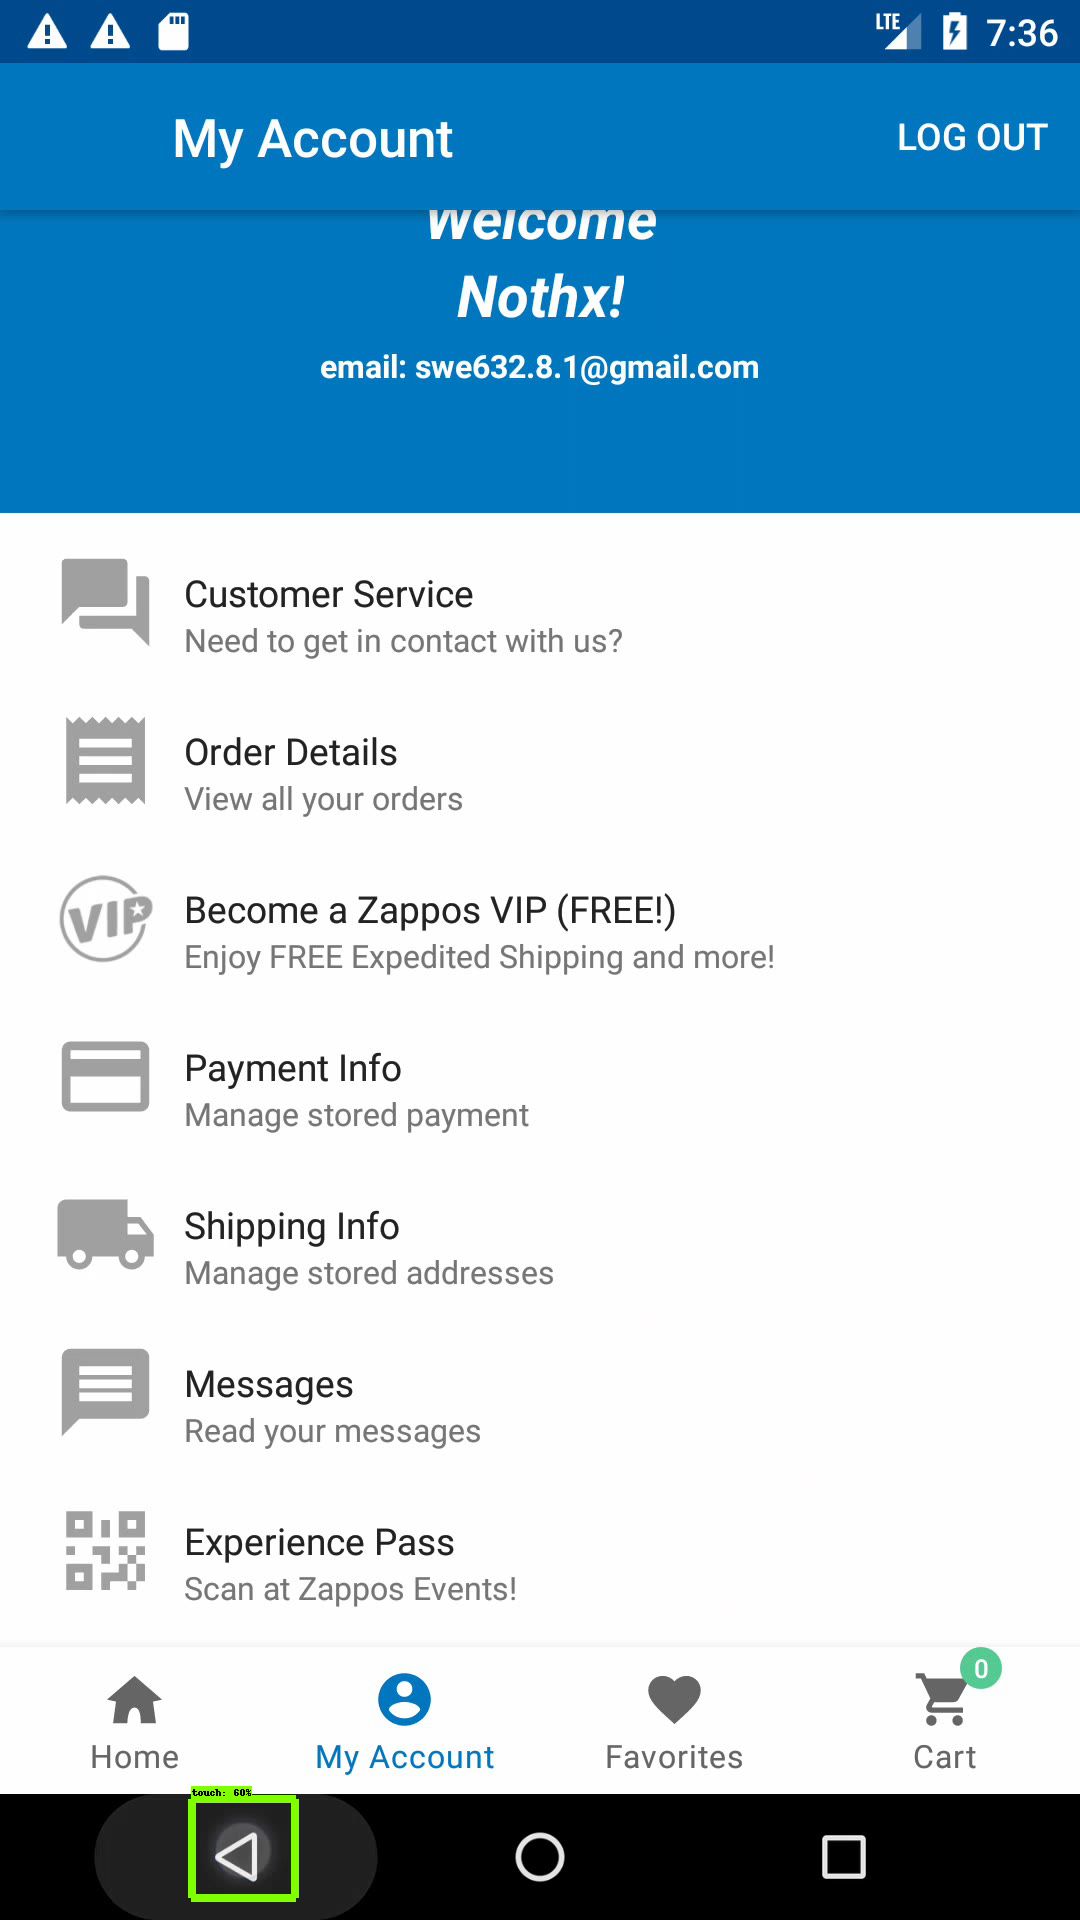 LTE 7:36
My Account LOG OUT
Welcome
Nothx!
email: swe632.8.1@gmail.com
Customer Service
Need to get in contact with us?
Order Details
View all your orders
VIP
Become a Zappos VIP (FREE!)
Enjoy FREE Expedited Shipping and more!
Payment Info
Manage stored payment
Shipping Info
Manage stored addresses
Messages
Read your messages
Experience Pass
Scan at Zappos Events!
0
Home My Account Favorites Cart
touch: 60%